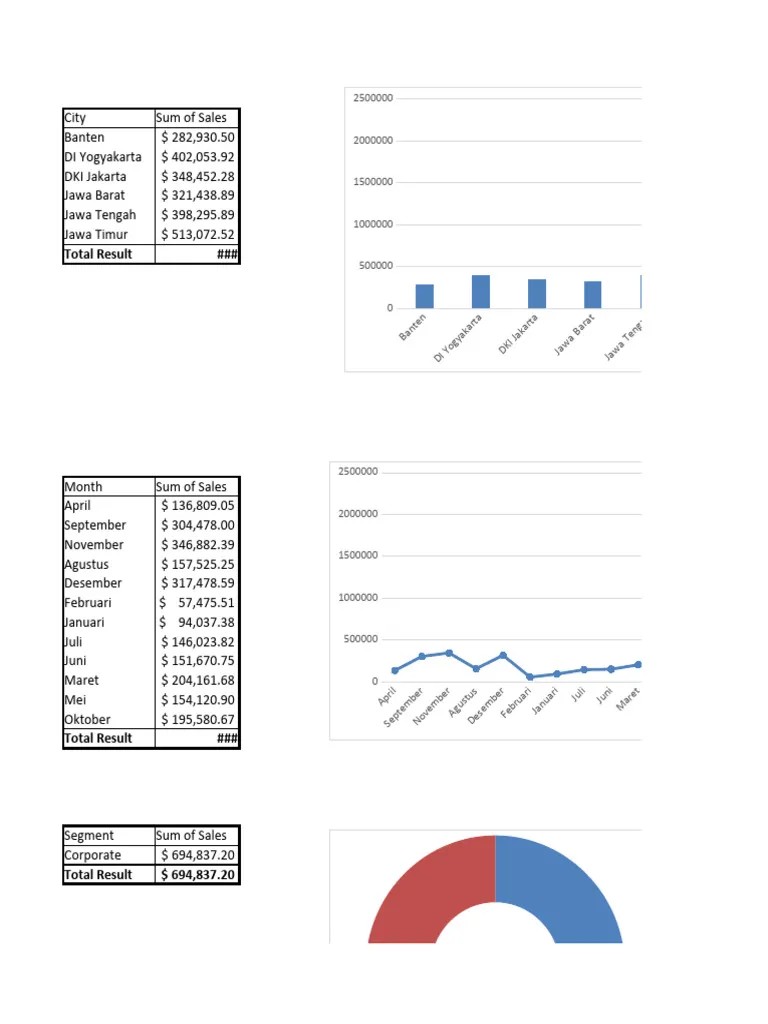 City Sum of Sales
Banten $ 282,930.50
DI Yogyakarta $ 402,053.92
DKI Jakarta $ 348,452.28
Jawa Barat $ 321,438.89
Jawa Tengah $ 398,295.89
Jawa Timur $ 513,072.52
Total Result ###
2500000
2000000
1500000
1000000
500000
0
Banten DI Yogyakarta DKI Jakarta Jawa Barat Jawa Teng
Month Sum of Sales
April $ 136,809.05
September $ 304,478.00
November $ 346,882.39
Agustus $ 157,525.25
Desember $ 317,478.59
Februari $ 57,475.51
Januari $ 94,037.38
Juli $ 146,023.82
Juni $ 151,670.75
Maret $ 204,161.68
Mei $ 154,120.90
Oktober $ 195,580.67
Total Result ###
2500000
2000000
1500000
1000000
500000
0
April September November Agustus Desember Februari Januari Juli Juni Maret
Segment Sum of Sales
Corporate $ 694,837.20
Total Result $ 694,837.20